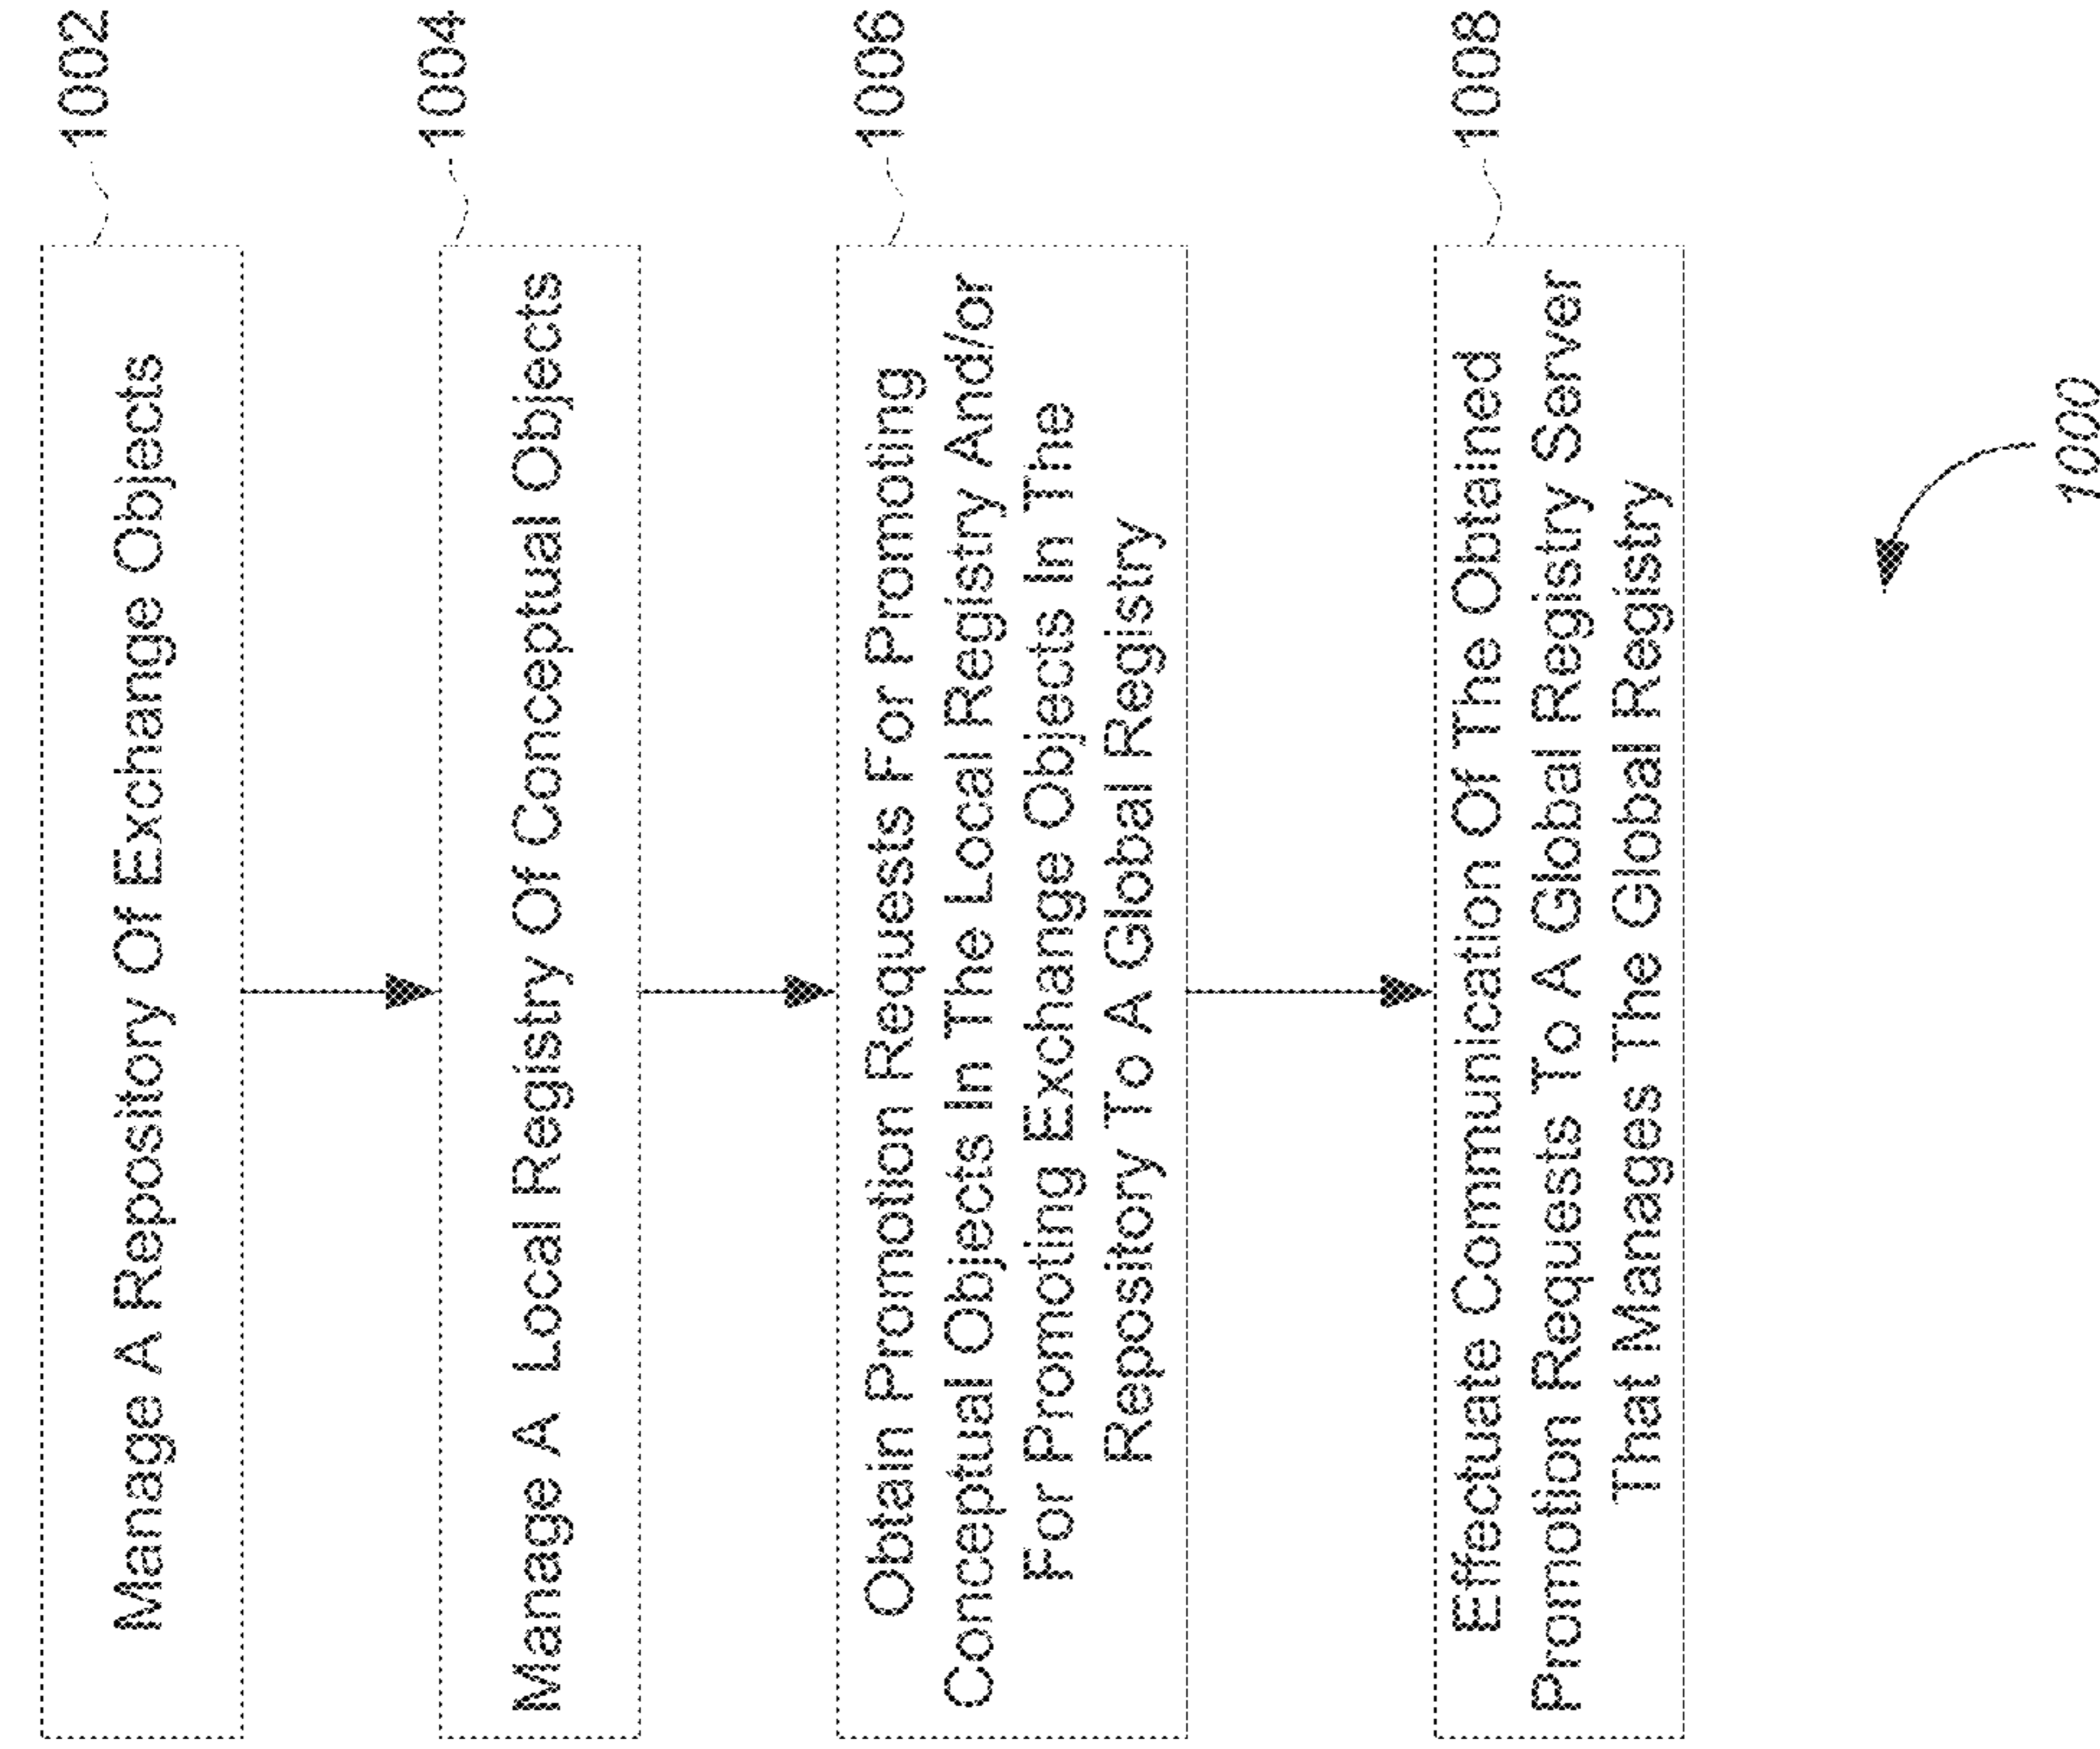 Manage A Repository Of Exchange Objects
1002
Manage A Local Registry Of Conceptual Objects
1004
Obtain Promotion Requests For Promoting
Conceptual Objects In The Local Registry And/or
For Promoting Exchange Objects In The
Repository To A Global Registry
1006
Effectuate Communication Of The Obtained
Promotion Requests To A Global Registry Server
That Manages The Global Registry
1008
1000